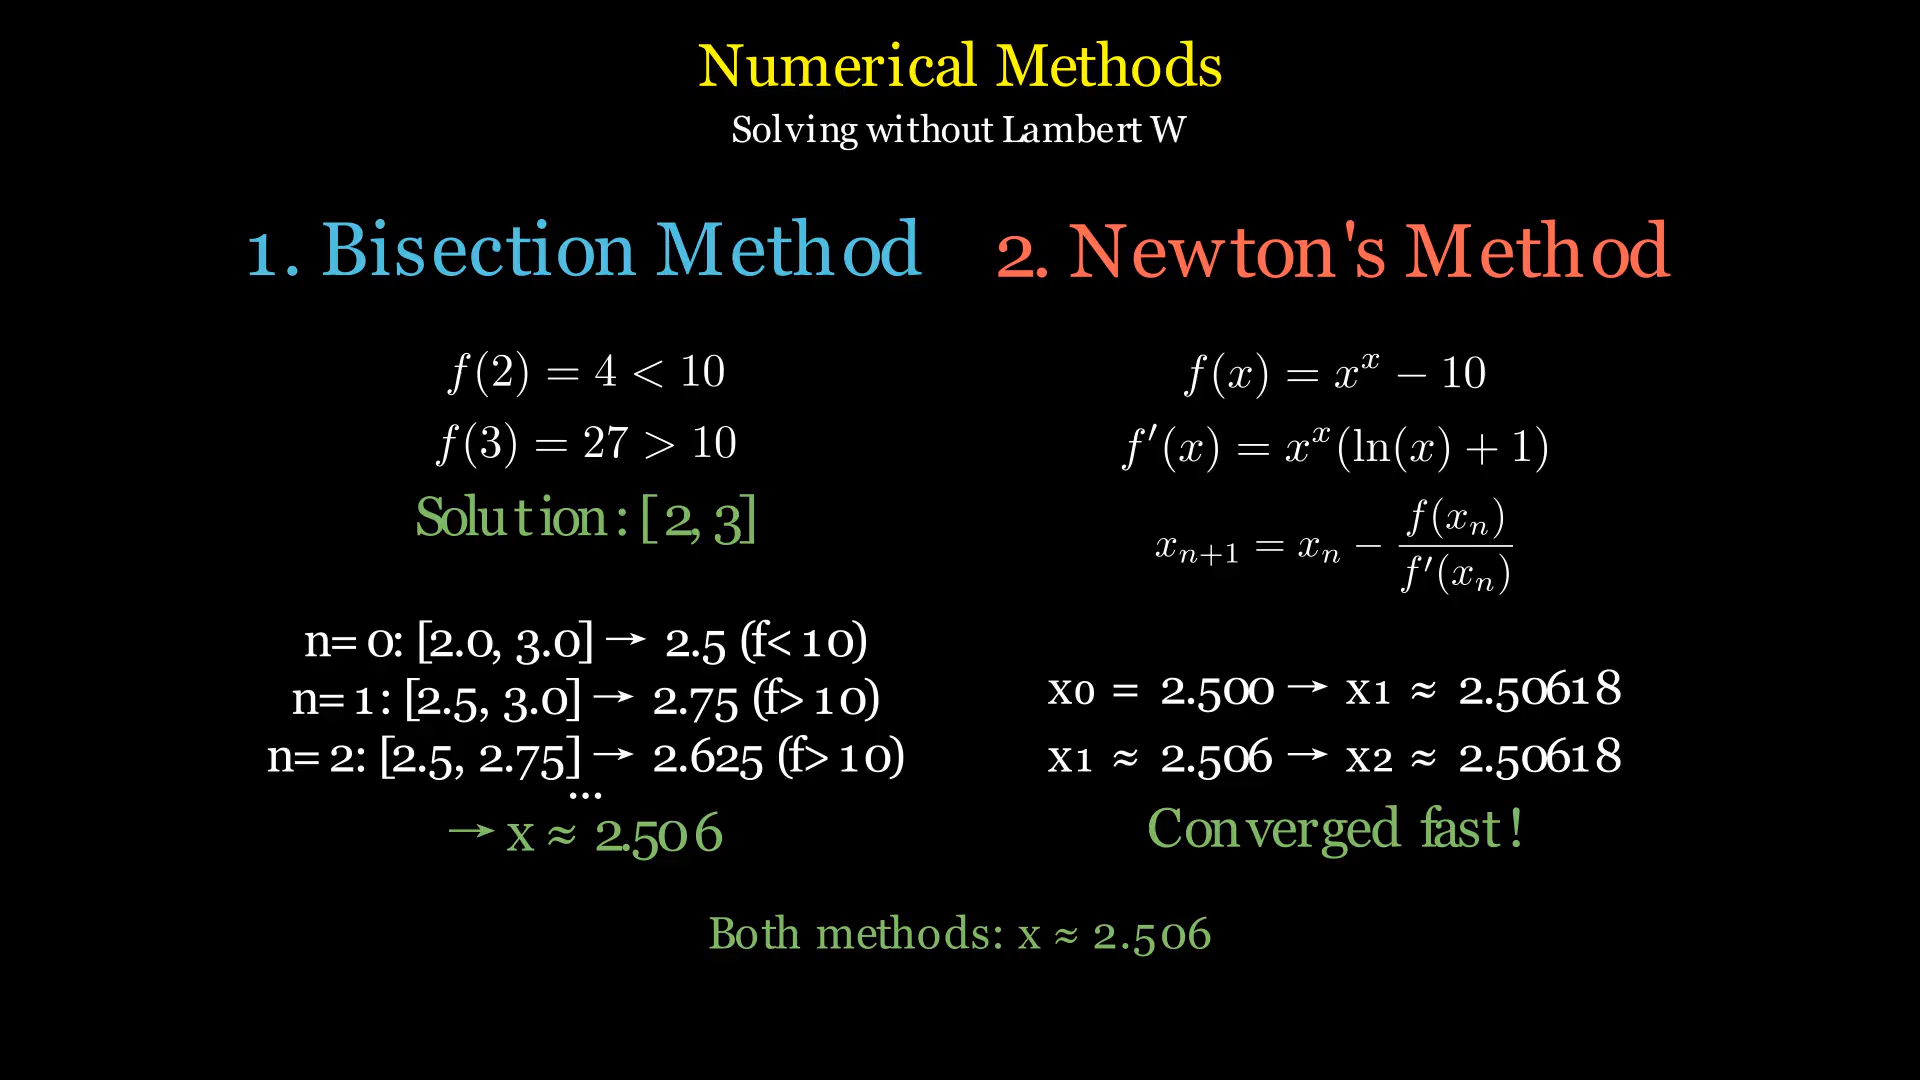 Numerical Methods
Solving without Lambert W
1. Bisection Method
f(2) = 4 < 10
f(3) = 27 > 10
Solution: [2, 3]
n=0: [2.0, 3.0] → 2.5 (f<10)
n=1: [2.5, 3.0] → 2.75 (f>10)
n=2: [2.5, 2.75] → 2.625 (f>10)
...
→ x ≈ 2.506
2. Newton's Method
f(x) = x^x − 10
f′(x) = x^x(ln(x) + 1)
x_{n+1} = x_n − f(x_n) / f′(x_n)
x₀ = 2.500 → x₁ ≈ 2.50618
x₁ ≈ 2.506 → x₂ ≈ 2.50618
Converged fast!
Both methods: x ≈ 2.506